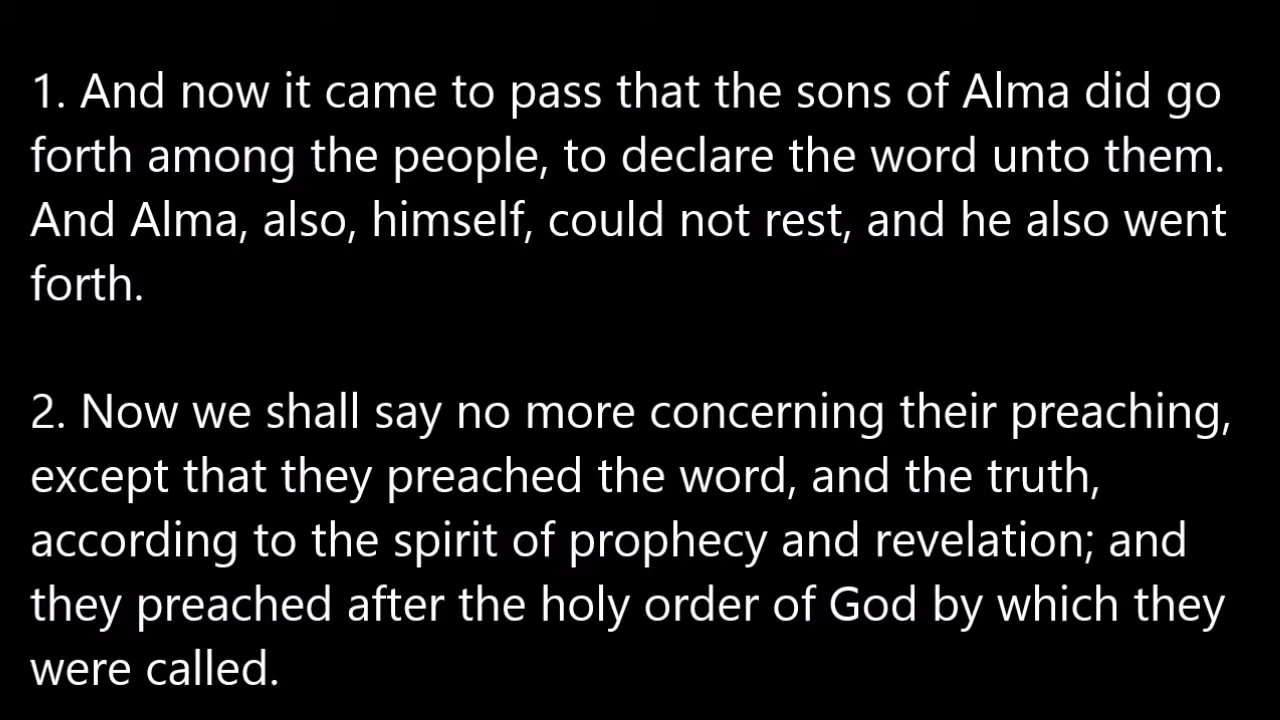 1. And now it came to pass that the sons of Alma did go
forth among the people, to declare the word unto them.
And Alma, also, himself, could not rest, and he also went
forth.
2. Now we shall say no more concerning their preaching,
except that they preached the word, and the truth,
according to the spirit of prophecy and revelation; and
they preached after the holy order of God by which they
were called.